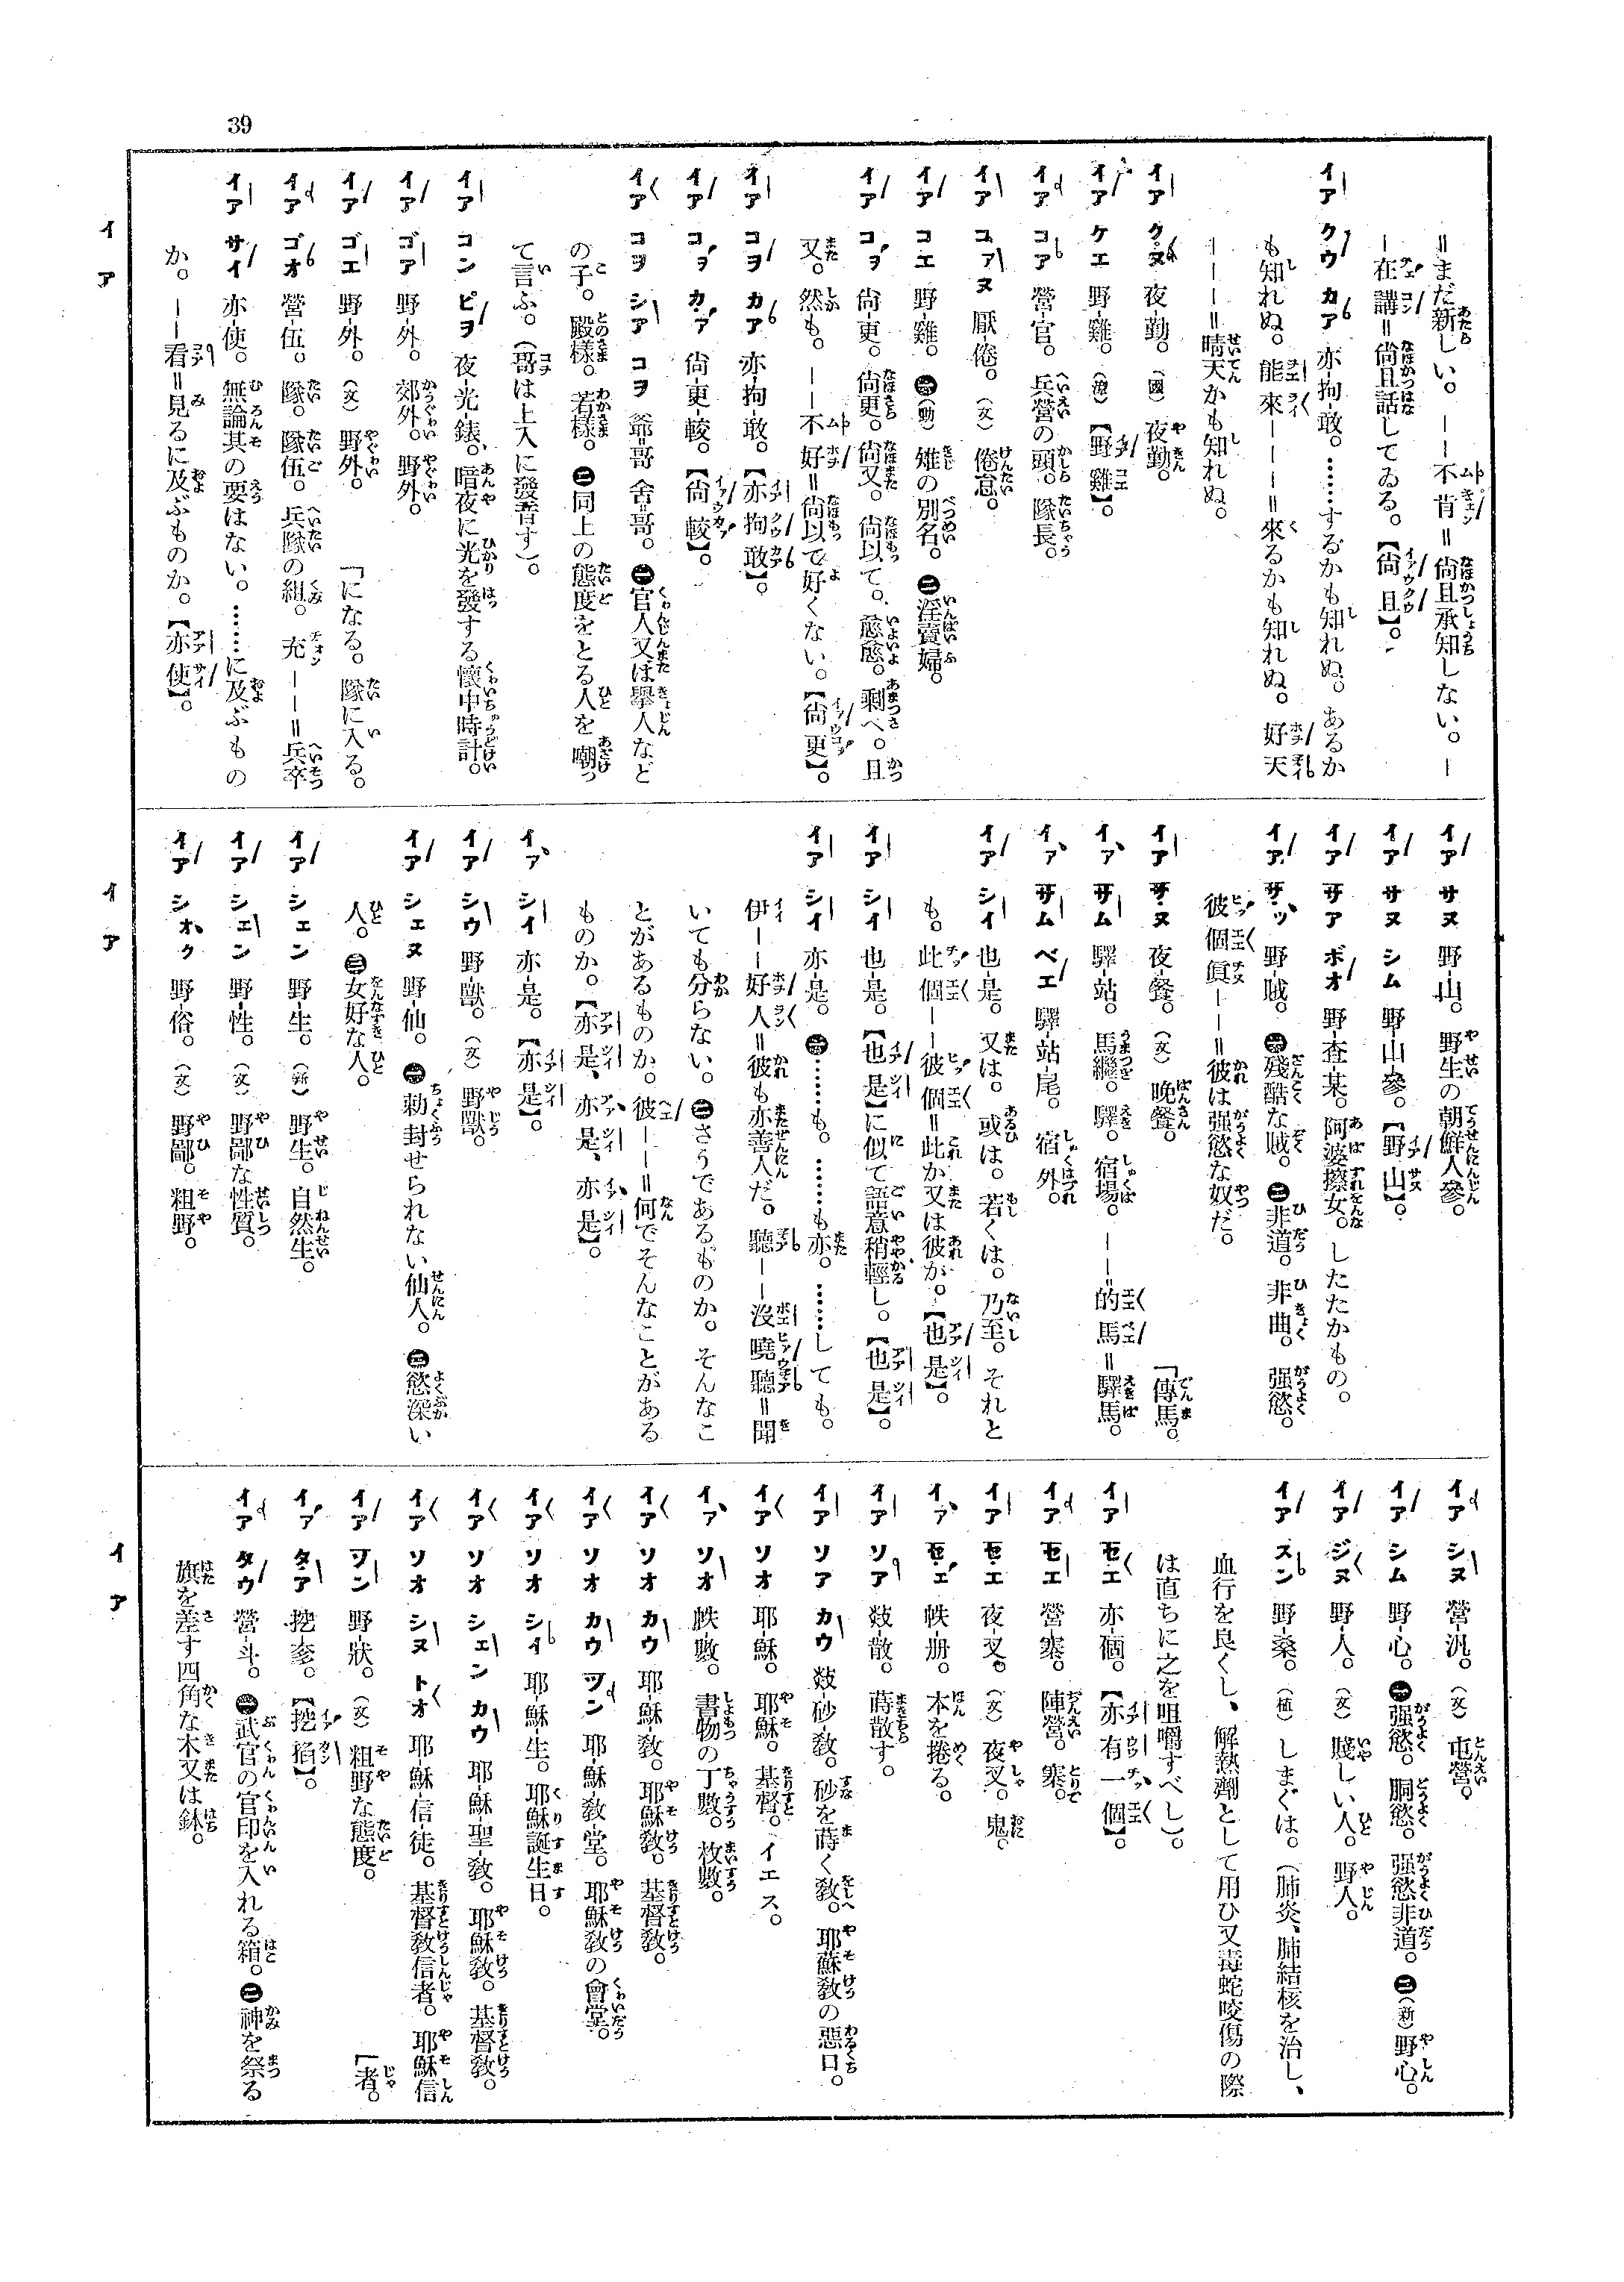 39
イア
=まだ新しい。——不肯=尙且承知しない。—
—在講=尙且話してゐる。【尙且】。
イア クウ カア 亦-拘-敢。……するかも知れぬ。あるか
も知れぬ。能來———=來るかも知れぬ。好天
———=晴天かも知れぬ。
イア クヌ 夜-勤。(國)夜勤。
イア ケエ 野-雞。(漳)【野雞】。
イア コア 營-官。兵營の頭。隊長。
イア コアヌ 厭-倦。(文)倦怠。
イア コエ 野-雞。㊀(動)雉の別名。㊁淫賣婦。
イア コヲ 尙-更。尙更。尙又。尙以て。愈愈。剩へ。且
又。然も。——不好=尙以て好くない。【尙更】。
イア コヲ カア 亦-拘-敢。【亦拘敢】。
イア コヲ カア 尙-更-較。【尙較】。
イア コヲ シア コヲ 爺=哥 舍=哥。㊀官人又は擧人など
の子。殿樣。若樣。㊁同上の態度をとる人を嘲っ
て言ふ。(哥は上入に發音す)。
イア コン ピヲ 夜-光-錶。暗夜に光を發する懷中時計。
イア ゴア 野-外。郊外。野外。
イア ゴエ 野-外。(文)野外。「になる。隊に入る。
イア ゴオ 營-伍。隊。隊伍。兵隊の組。充——=兵卒
イア サイ 亦-使。無論其の要はない。……に及ぶもの
か。——看=見るに及ぶものか。【亦使】。
イア
イア サヌ 野-山。野生の朝鮮人參。
イア サヌ シム 野-山-參。【野山】。
イア サア ボオ 野-查-某。阿婆擦女。したたかもの。
イア サッ 野-賊。㊀殘酷な賊。㊁非道。非曲。强慾。
彼個眞——=彼は强慾な奴だ。
イア サヌ 夜-餐。(文)晚餐。「傳馬。
イア サム 驛-站。馬繼。驛。宿場。——的馬=驛馬。
イア サム ベエ 驛-站-尾。宿外。
イア シイ 也-是。又は。或は。若くは。乃至。それと
も。此個——彼個=此か又は彼か。【也是】。
イア シイ 也-是。【也是】に似て語意稍輕し。【也是】。
イア シイ 亦-是。㊀……も。……も亦。……しても。
伊——好人=彼も亦善人だ。聽——沒曉聽=聞
いても分らない。㊁さうであるものか。そんなこ
とがあるものか。彼——=何でそんなことがある
ものか。【亦是、亦是、亦是】。
イア シイ 亦-是。【亦是】。
イア シウ 野-獸。(文)野獸。
イア シェヌ 野-仙。㊀勅封せられない仙人。㊁慾深い
人。㊂女好な人。
イア シェン 野-生。(新)野生。自然生。
イア シェン 野-性。(文)野鄙な性質。
イア シオク 野-俗。(文)野鄙。粗野。
イア
イア シヌ 營-汛。(文)屯營。
イア シム 野-心。㊀强慾。胴慾。强慾非道。㊁(新)野心。
イア ジヌ 野-人。(文)賤しい人。野人。
イア スン 野-蕵。(植)しまぐは。(肺炎、肺結核を治し、
血行を良くし、解熱劑として用ひ又毒蛇咬傷の際
は直ちに之を咀嚼すべし)。
イア セエ 亦-個。【亦有一個】。
イア セエ 營-寨。陣營。寨。
イア セエ 夜-叉。(文)夜叉。鬼。
イア セェ 帙-册。本を捲る。
イア ソア 㪚-散。蒔散す。
イア ソア カウ 㪚-砂-敎。砂を蒔く敎。耶蘇敎の惡口。
イア ソオ 耶-穌。耶穌。基督。イエス。
イア ソオ 帙-數。書物の丁數。枚數。
イア ソオ カウ 耶-穌-敎。耶穌敎。基督敎。
イア ソオ カウ ツン 耶-穌-敎-堂。耶穌敎の會堂。
イア ソオ シイ 耶-穌-生。耶穌誕生日。
イア ソオ シェン カウ 耶-穌-聖-敎。耶穌敎。基督敎。
イア ソオ シヌ トオ 耶-穌-信-徒。基督敎信者。耶穌信
イア ツン 野-狀。(文)粗野な態度。「者。
イア タア 挖-奎。【挖掐】。
イア タウ 營-斗。㊀武官の官印を入れる箱。㊁神を祭る
旗を差す四角な木又は鉢。